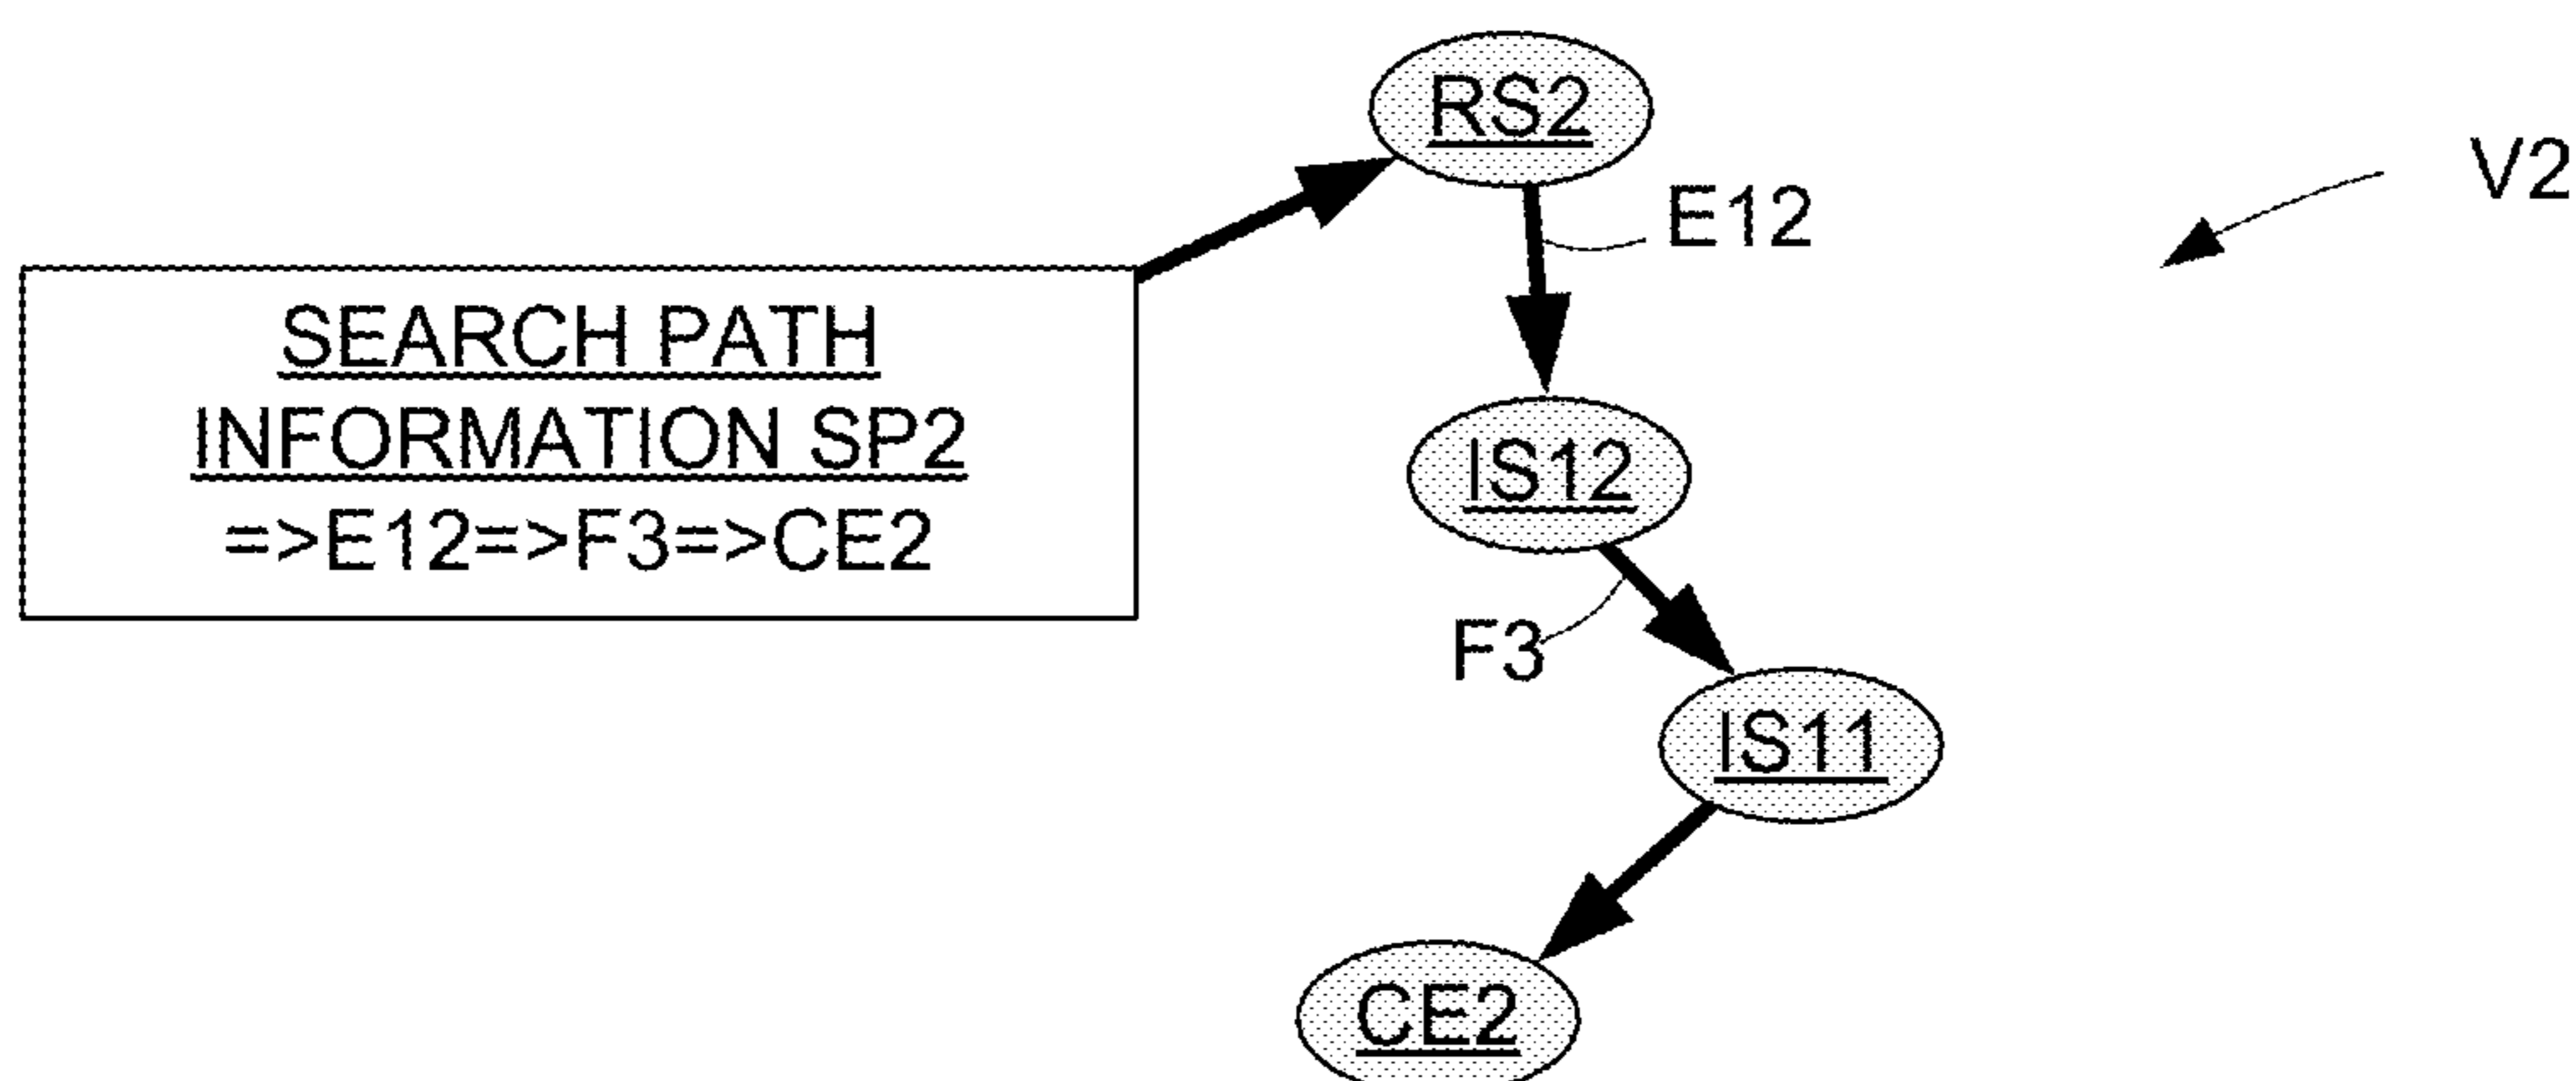 RS2
V2
E12
SEARCH PATH
INFORMATION SP2
=>E12=>F3=>CE2
IS12
F3
IS11
CE2